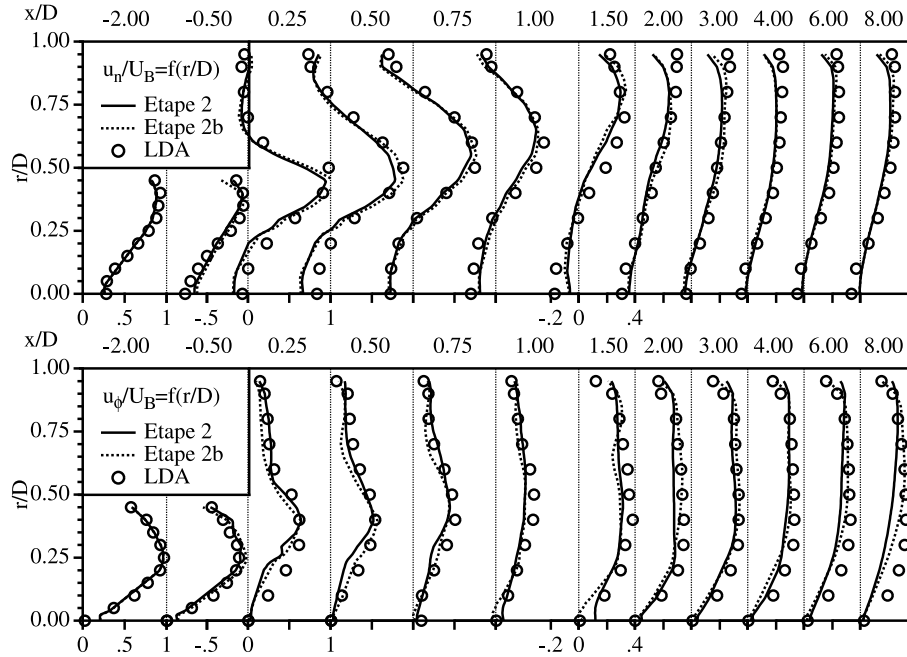 x/D -2.00 -0.50 0.25 0.50 0.75 1.00 1.50 2.00 3.00 4.00 6.00 8.00
1.00
uₙ/U_B=f(r/D)
Etape 2
0.75
Etape 2b
LDA
0.50
r/D
0.25
0.00
0 .5 1 -.5 0 1 -.2 0 .4
x/D -2.00 -0.50 0.25 0.50 0.75 1.00 1.50 2.00 3.00 4.00 6.00 8.00
1.00
u_ϕ/U_B=f(r/D)
Etape 2
0.75
Etape 2b
LDA
0.50
r/D
0.25
0.00
0 .5 1 -.5 0 1 -.2 0 .4